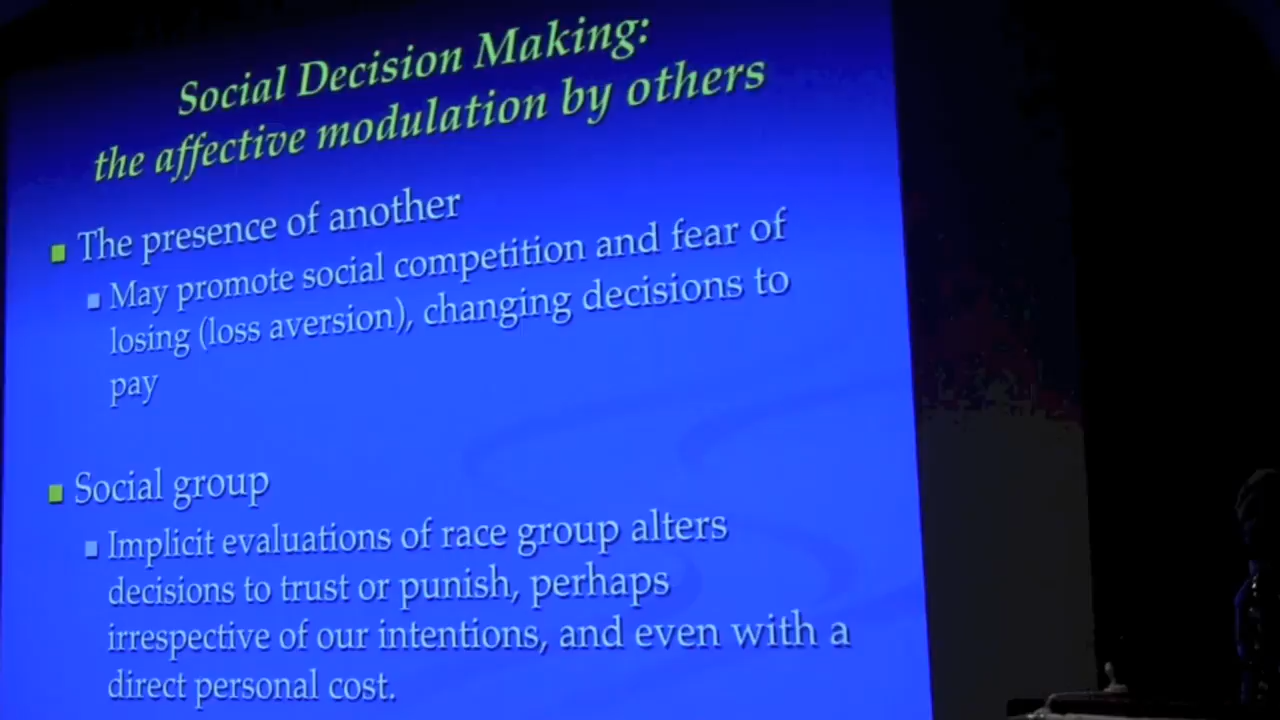 Social Decision Making:
the affective modulation by others
The presence of another
May promote social competition and fear of
losing (loss aversion), changing decisions to
pay
Social group
Implicit evaluations of race group alters
decisions to trust or punish, perhaps
irrespective of our intentions, and even with a
direct personal cost.